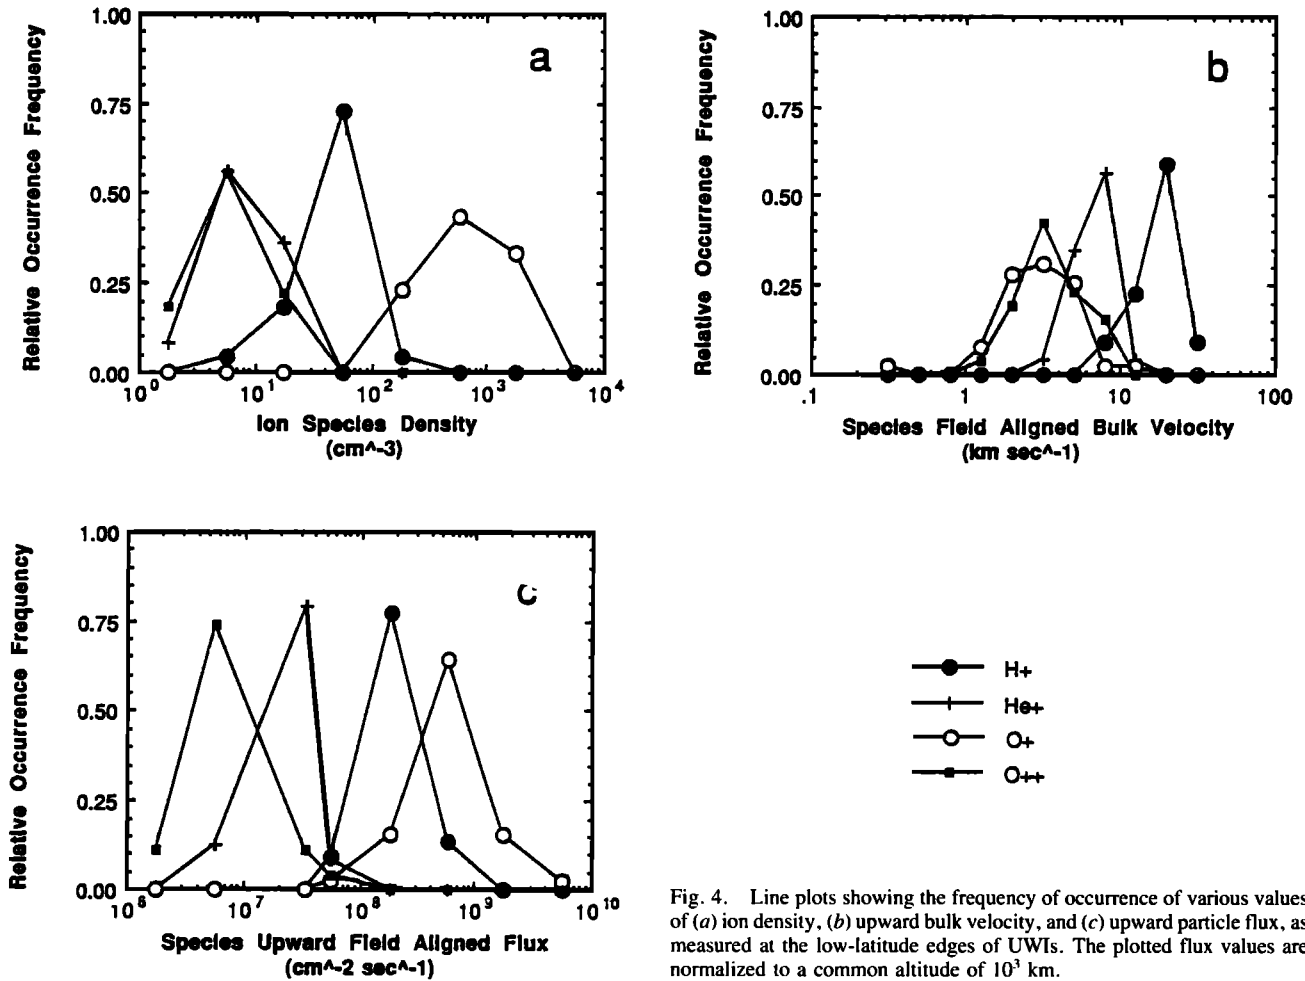 a
Relative Occurrence Frequency
1.00
0.75
0.50
0.25
0.00
10^0 10^1 10^2 10^3 10^4
Ion Species Density
(cm^-3)
b
Relative Occurrence Frequency
1.00
0.75
0.50
0.25
0.00
.1 1 10 100
Species Field Aligned Bulk Velocity
(km sec^-1)
c
Relative Occurrence Frequency
1.00
0.75
0.50
0.25
0.00
10^6 10^7 10^8 10^9 10^10
Species Upward Field Aligned Flux
(cm^-2 sec^-1)
H+
He+
O+
O++
Fig. 4. Line plots showing the frequency of occurrence of various values
of (a) ion density, (b) upward bulk velocity, and (c) upward particle flux, as
measured at the low-latitude edges of UWIs. The plotted flux values are
normalized to a common altitude of 10³ km.